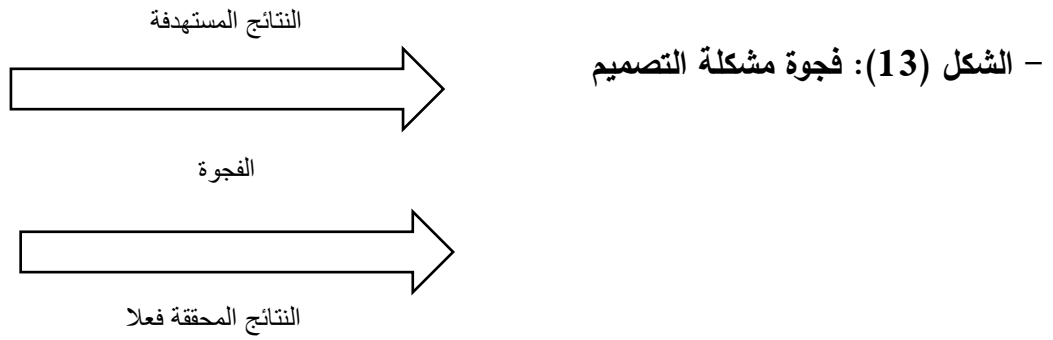 النتائج المستهدفة
- الشكل (13): فجوة مشكلة التصميم
الفجوة
النتائج المحققة فعلا